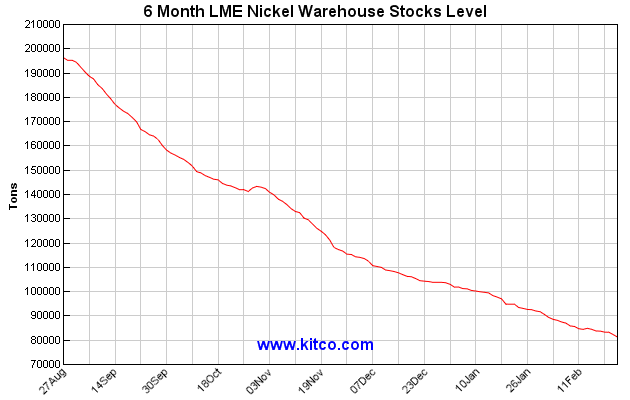 6 Month LME Nickel Warehouse Stocks Level
210000
200000
190000
180000
170000
160000
150000
140000
130000
120000
110000
100000
90000
80000
70000
Tons
27Aug
14Sep
30Sep
18Oct
03Nov
19Nov
07Dec
23Dec
10Jan
26Jan
11Feb
www.kitco.com